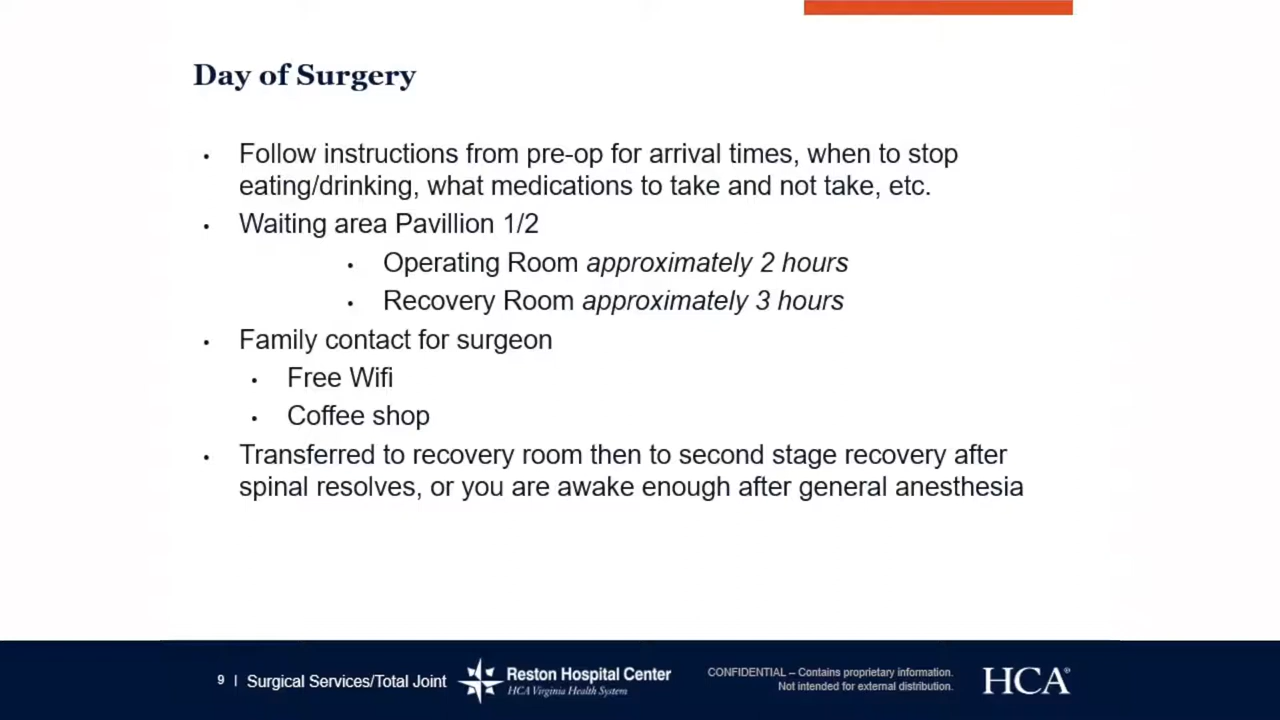 Day of Surgery
• Follow instructions from pre-op for arrival times, when to stop
eating/drinking, what medications to take and not take, etc.
• Waiting area Pavillion 1/2
• Operating Room approximately 2 hours
• Recovery Room approximately 3 hours
• Family contact for surgeon
• Free Wifi
• Coffee shop
• Transferred to recovery room then to second stage recovery after
spinal resolves, or you are awake enough after general anesthesia
9 | Surgical Services/Total Joint
Reston Hospital Center
HCA Virginia Health System
CONFIDENTIAL – Contains proprietary information.
Not intended for external distribution.
HCA®